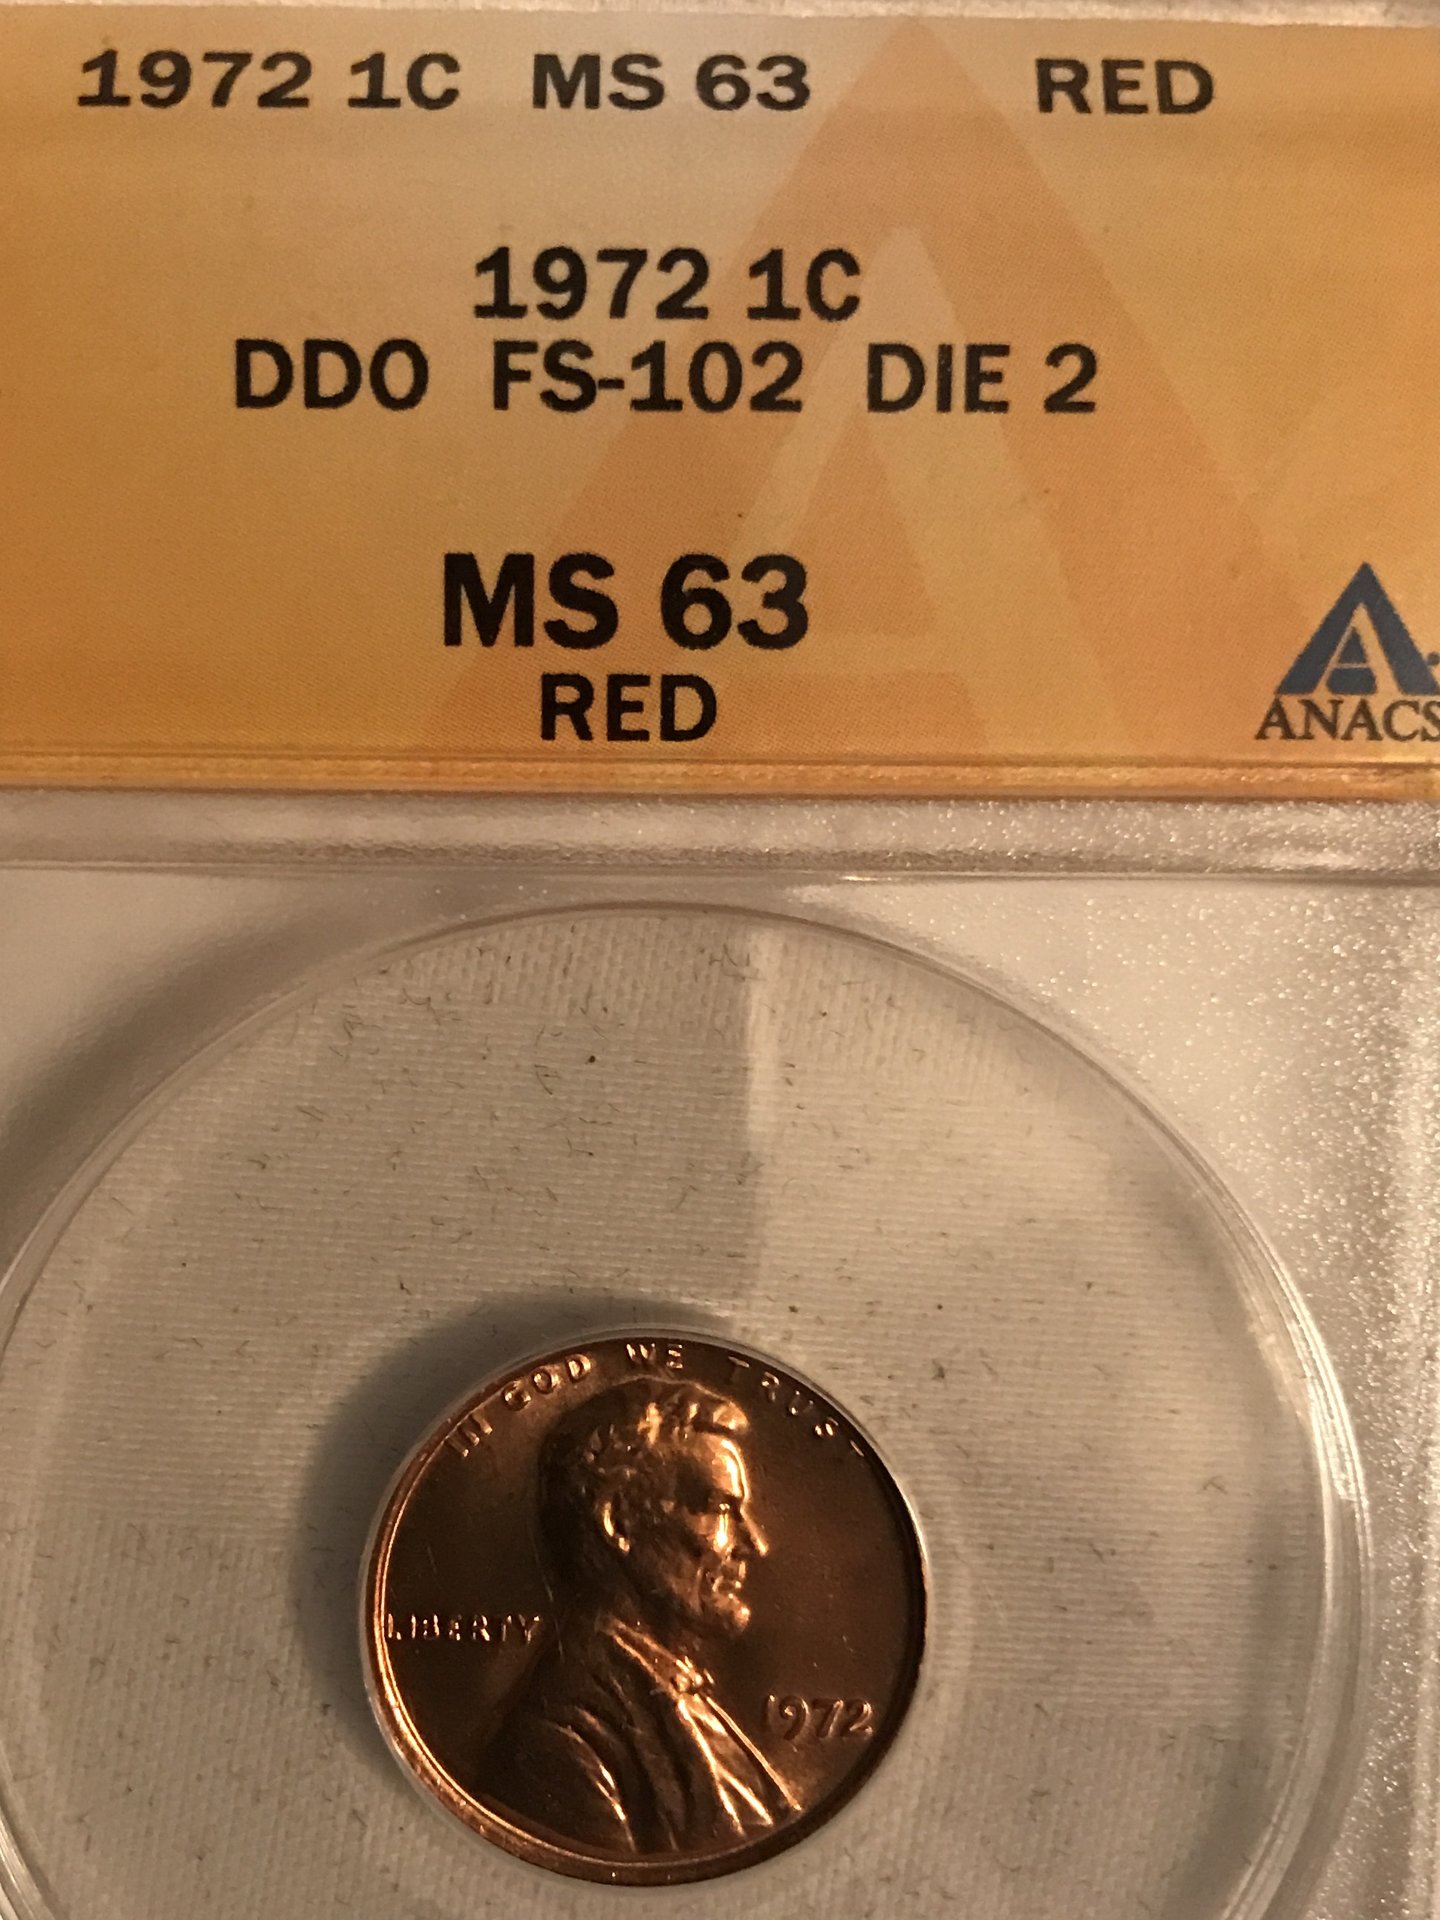 1972 1C MS 63 RED
1972 1C
DDO FS-102 DIE 2
MS 63
RED
ANACS
IN GOD WE TRUST
LIBERTY
1972